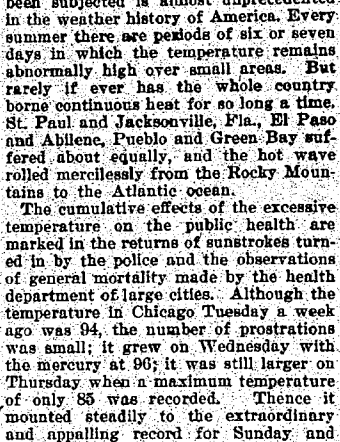 been subjected is almost unprecedented
in the weather history of America. Every
summer there are periods of six or seven
days in which the temperature remains
abnormally high over small areas. But
rarely if ever has the whole country
borne continuous heat for so long a time.
St. Paul and Jacksonville, Fla., El Paso
and Abilene, Pueblo and Green Bay suf-
fered about equally, and the hot wave
rolled mercilessly from the Rocky Moun-
tains to the Atlantic ocean.
The cumulative effects of the excessive
temperature on the public health are
marked in the returns of sunstrokes turn-
ed in by the police and the observations
of general mortality made by the health
department of large cities. Although the
temperature in Chicago Tuesday a week
ago was 94, the number of prostrations
was small; it grew on Wednesday with
the mercury at 96; it was still larger on
Thursday when a maximum temperature
of only 85 was recorded. Thence it
mounted steadily to the extraordinary
and appalling record for Sunday and